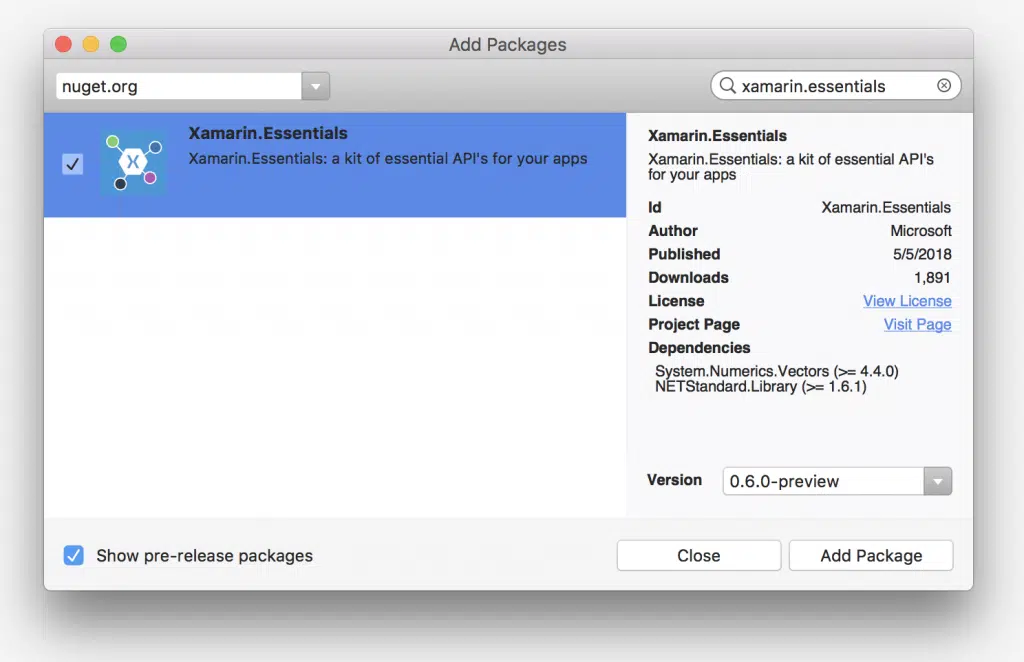 Add Packages
nuget.org
xamarin.essentials
X
Xamarin.Essentials
Xamarin.Essentials: a kit of essential API's for your apps
Xamarin.Essentials
Xamarin.Essentials: a kit of essential API's
for your apps
Id Xamarin.Essentials
Author Microsoft
Published 5/5/2018
Downloads 1,891
License View License
Project Page Visit Page
Dependencies
System.Numerics.Vectors (>= 4.4.0)
NETStandard.Library (>= 1.6.1)
Version 0.6.0-preview
Show pre-release packages
Close
Add Package